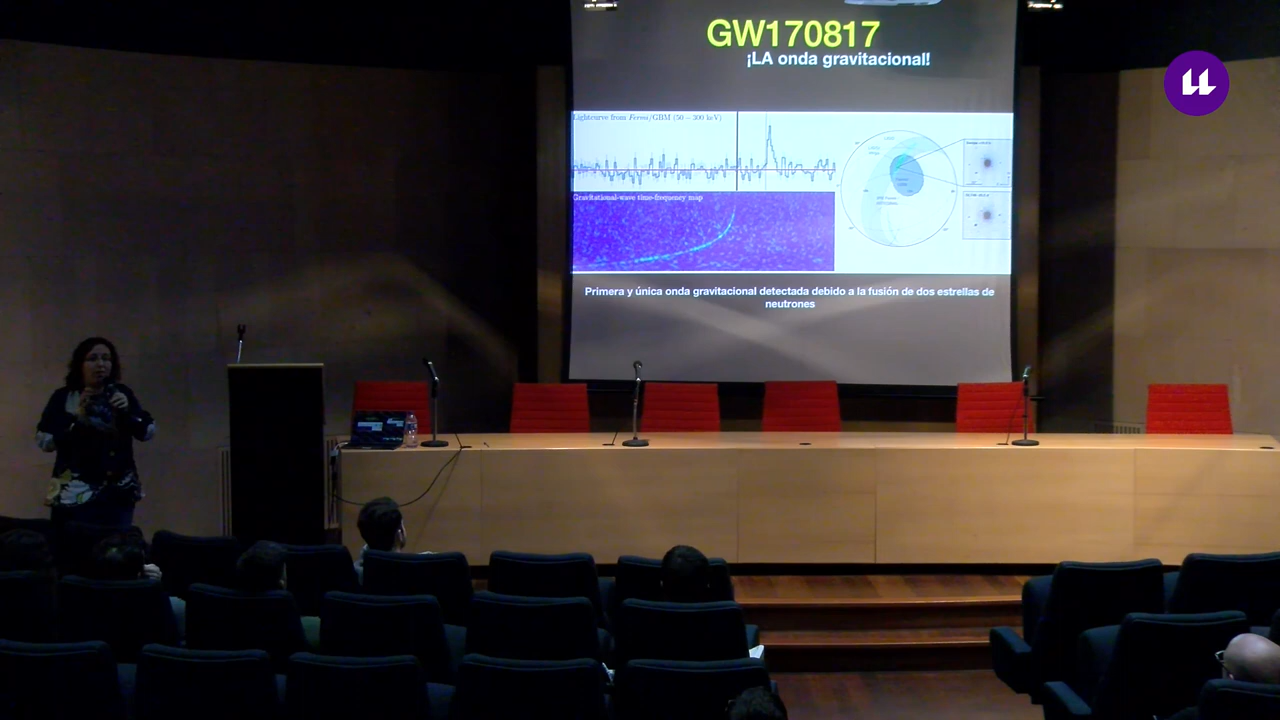 GW170817
¡LA onda gravitacional!
Lightcurve from Fermi/GBM (50 – 300 keV)
Gravitational-wave time-frequency map
Primera y única onda gravitacional detectada debido a la fusión de dos estrellas de
neutrones